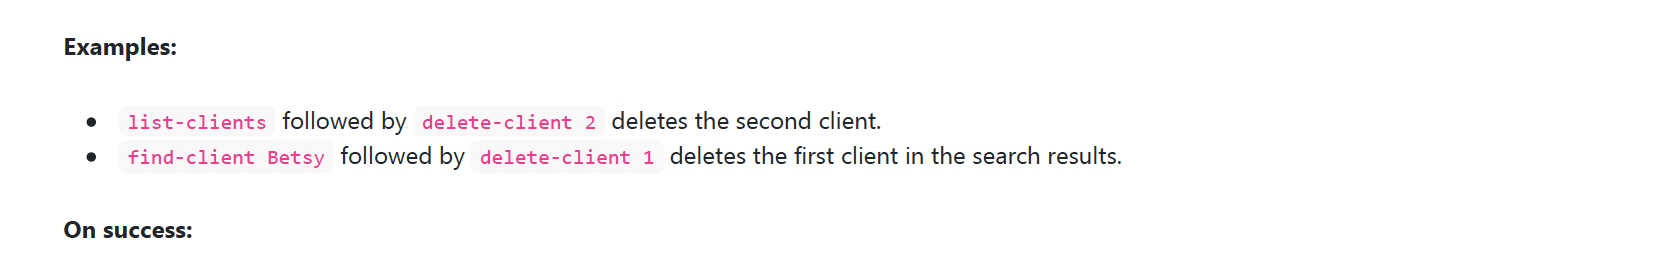 Examples:
• list-clients followed by delete-client 2 deletes the second client.
• find-client Betsy followed by delete-client 1 deletes the first client in the search results.
On success: